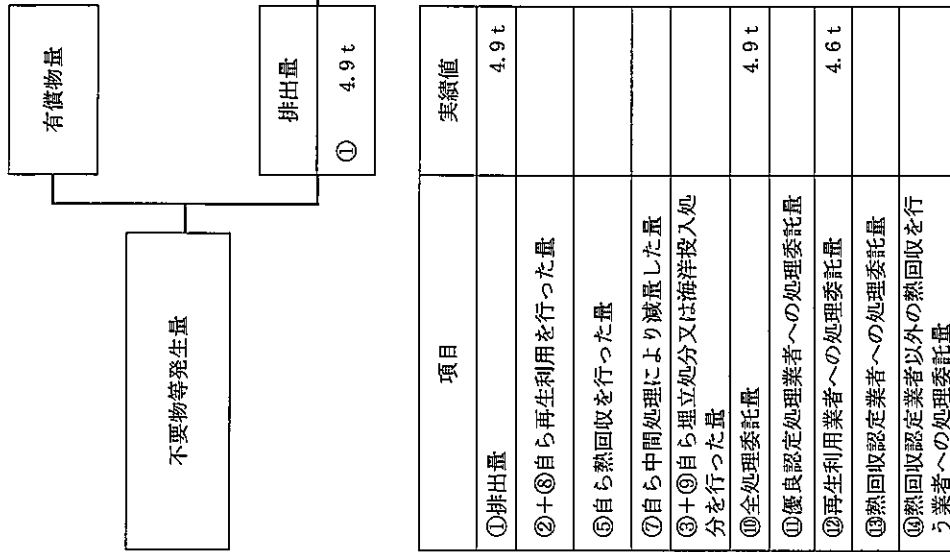 不要物等発生量
有償物量
排出量
① 4.9 t
項目 実績値
①排出量 4.9 t
②+⑧自ら再生利用を行った量
⑤自ら熱回収を行った量
⑦自ら中間処理により減量した量
③+⑨自ら埋立処分又は海洋投入処
分を行った量
⑩全処理委託量 4.9 t
⑪優良認定処理業者への処理委託量
⑫再生利用業者への処理委託量 4.6 t
⑬熱回収認定業者への処理委託量
⑭熱回収認定業者以外の熱回収を行
う業者への処理委託量